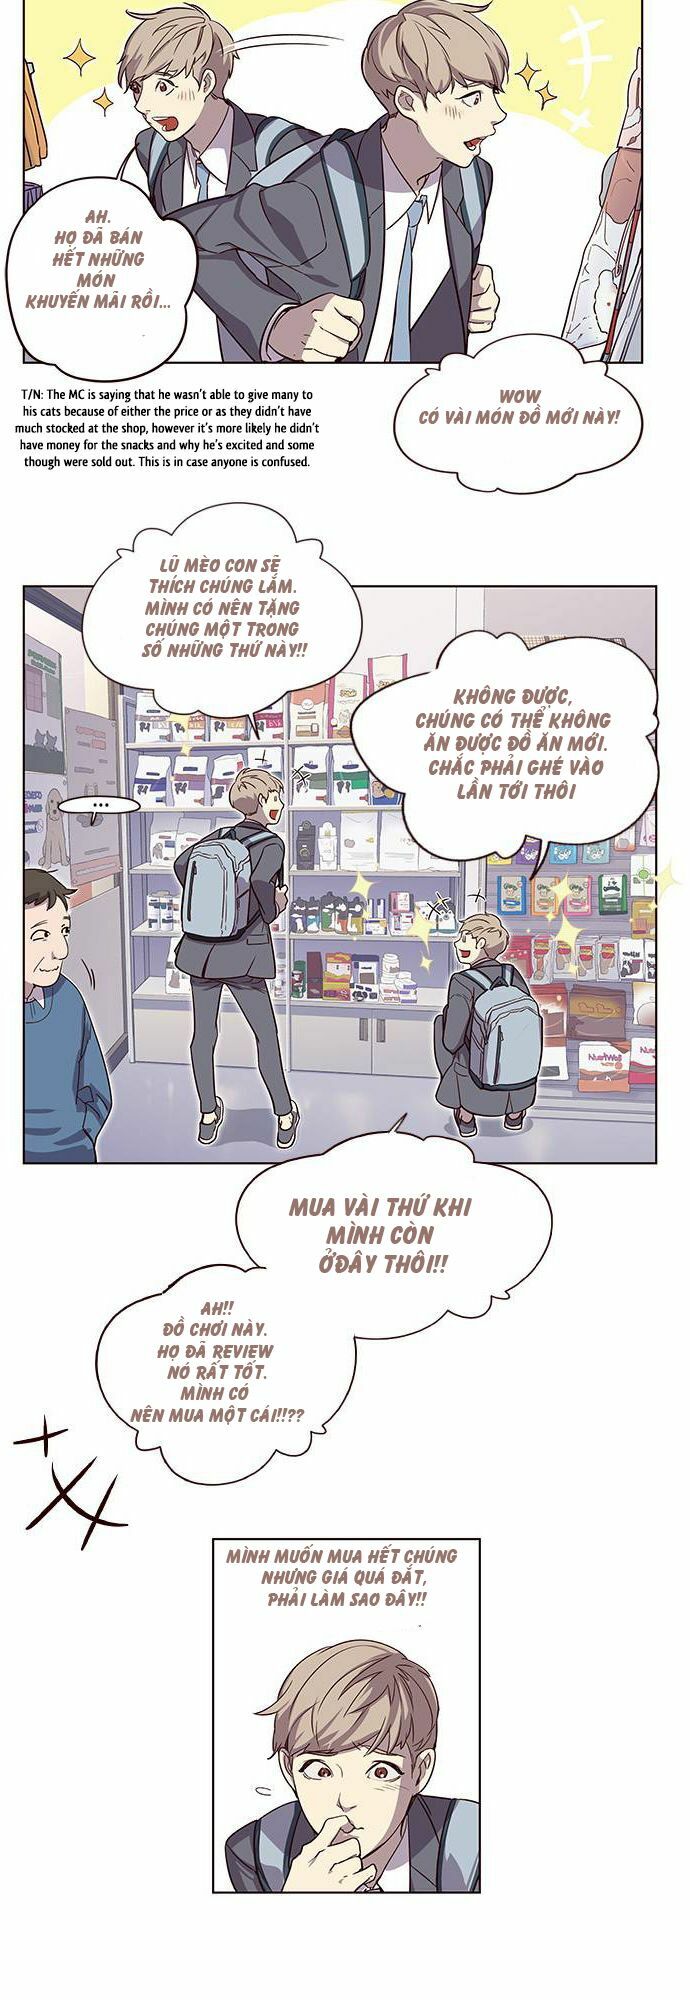 AH.
HỌ ĐÃ BÁN
HẾT NHỮNG
MÓN
KHUYẾN MÃI RỒI...
T/N: The MC is saying that he wasn't able to give many to
his cats because of either the price or as they didn't have
much stocked at the shop, however it's more likely he didn't
have money for the snacks and why he's excited and some
though were sold out. This is in case anyone is confused.
WOW
CÓ VÀI MÓN ĐỒ MỚI NÀY!
LŨ MÈO CON SẼ
THÍCH CHÚNG LẮM.
MÌNH CÓ NÊN TẶNG
CHÚNG MỘT TRONG
SỐ NHỮNG THỨ NÀY!!
KHÔNG ĐƯỢC,
CHÚNG CÓ THỂ KHÔNG
ĂN ĐƯỢC ĐỒ ĂN MỚI.
CHẮC PHẢI GHÉ VÀO
LẦN TỚI THÔI
...
MUA VÀI THỨ KHI
MÌNH CÒN
ỞĐÂY THÔI!!
AH!!
ĐỒ CHƠI NÀY.
HỌ ĐÃ REVIEW
NÓ RẤT TỐT.
MÌNH CÓ
NÊN MUA MỘT CÁI!!??
MÌNH MUỐN MUA HẾT CHÚNG
NHƯNG GIÁ QUÁ ĐẮT,
PHẢI LÀM SAO ĐÂY!!